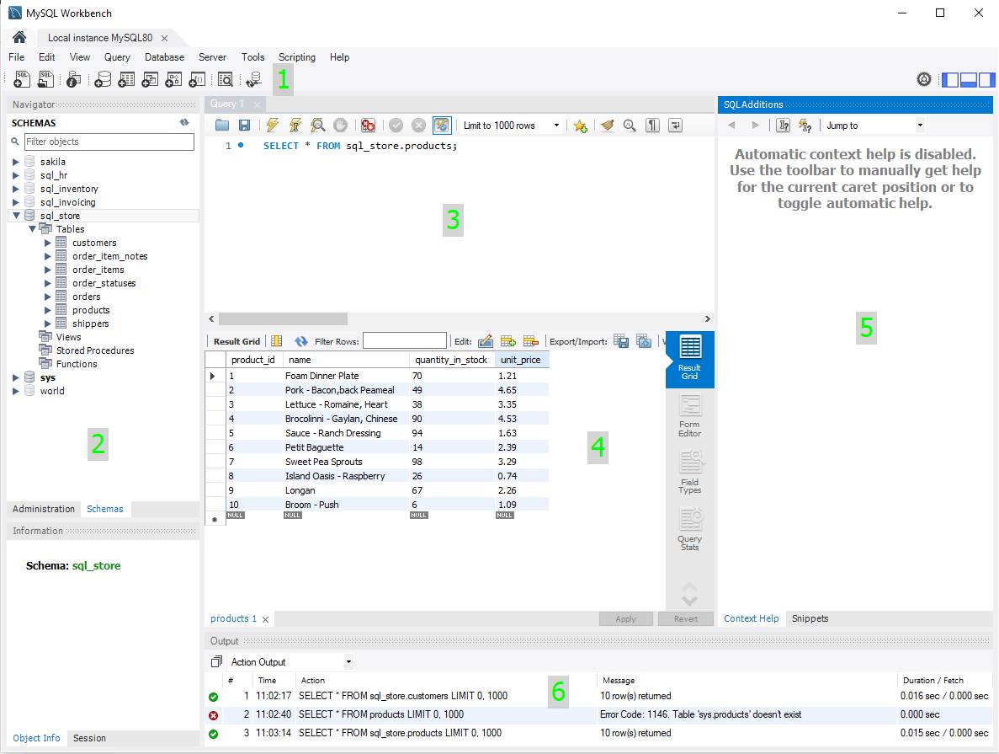 MySQL Workbench
Local instance MySQL80
File Edit View Query Database Server Tools Scripting Help
1
Navigator
SCHEMAS
Filter objects
sakila
sql_hr
sql_inventory
sql_invoicing
sql_store
Tables
customers
order_item_notes
order_items
order_statuses
orders
products
shippers
Views
Stored Procedures
Functions
sys
world
2
Administration Schemas
Information
Schema: sql_store
Object Info Session
Query 1
Limit to 1000 rows
1 SELECT * FROM sql_store.products;
3
Result Grid Filter Rows: Edit: Export/Import:
product_id name quantity_in_stock unit_price
1 Foam Dinner Plate 70 1.21
2 Pork - Bacon,back Peameal 49 4.65
3 Lettuce - Romaine, Heart 38 3.35
4 Brocolinni - Gaylan, Chinese 90 4.53
5 Sauce - Ranch Dressing 94 1.63
6 Petit Baguette 14 2.39
7 Sweet Pea Sprouts 98 3.29
8 Island Oasis - Raspberry 26 0.74
9 Longan 67 2.26
10 Broom - Push 6 1.09
NULL NULL NULL NULL
4
Result
Grid
Form
Editor
Field
Types
Query
Stats
products 1 Apply Revert
SQLAdditions
Jump to
Automatic context help is disabled.
Use the toolbar to manually get help
for the current caret position or to
toggle automatic help.
5
Context Help Snippets
Output
Action Output
# Time Action Message Duration / Fetch
1 11:02:17 SELECT * FROM sql_store.customers LIMIT 0, 1000 10 row(s) returned 0.016 sec / 0.000 sec
2 11:02:40 SELECT * FROM products LIMIT 0, 1000 Error Code: 1146. Table 'sys.products' doesn't exist 0.000 sec
3 11:03:14 SELECT * FROM sql_store.products LIMIT 0, 1000 10 row(s) returned 0.015 sec / 0.000 sec
6